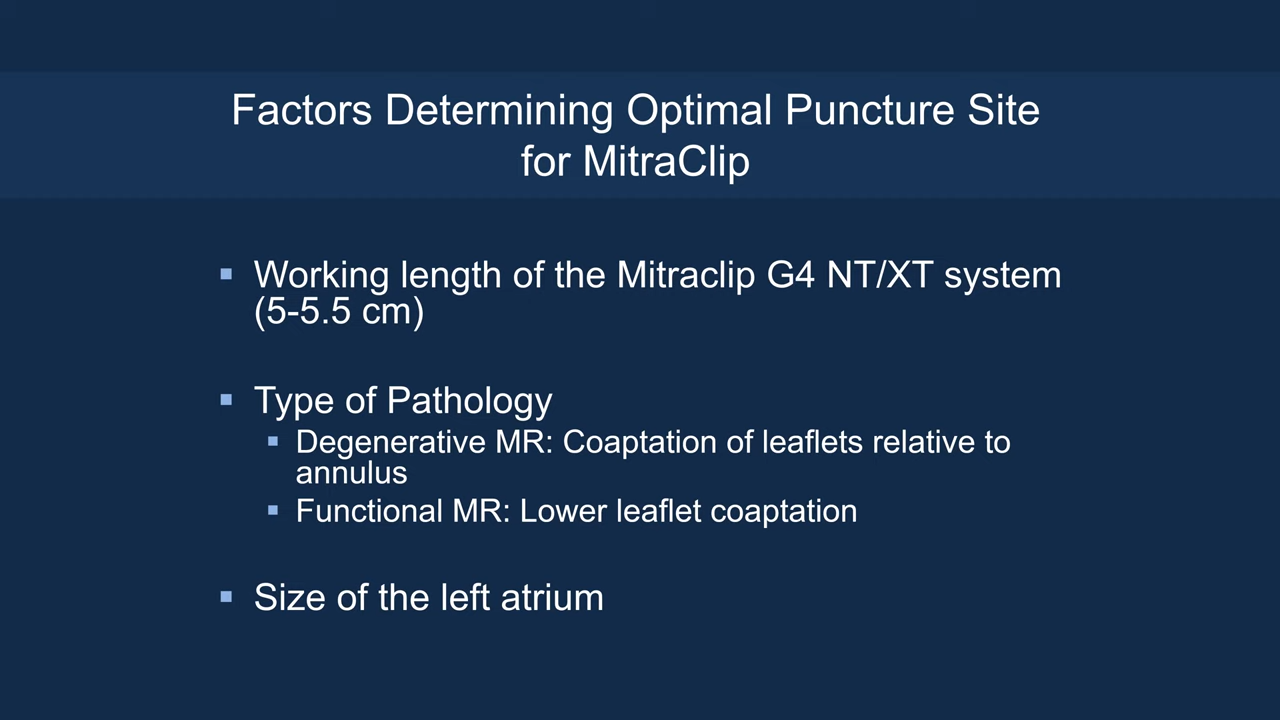 Factors Determining Optimal Puncture Site
for MitraClip
▪ Working length of the Mitraclip G4 NT/XT system
(5-5.5 cm)
▪ Type of Pathology
▪ Degenerative MR: Coaptation of leaflets relative to
annulus
▪ Functional MR: Lower leaflet coaptation
▪ Size of the left atrium